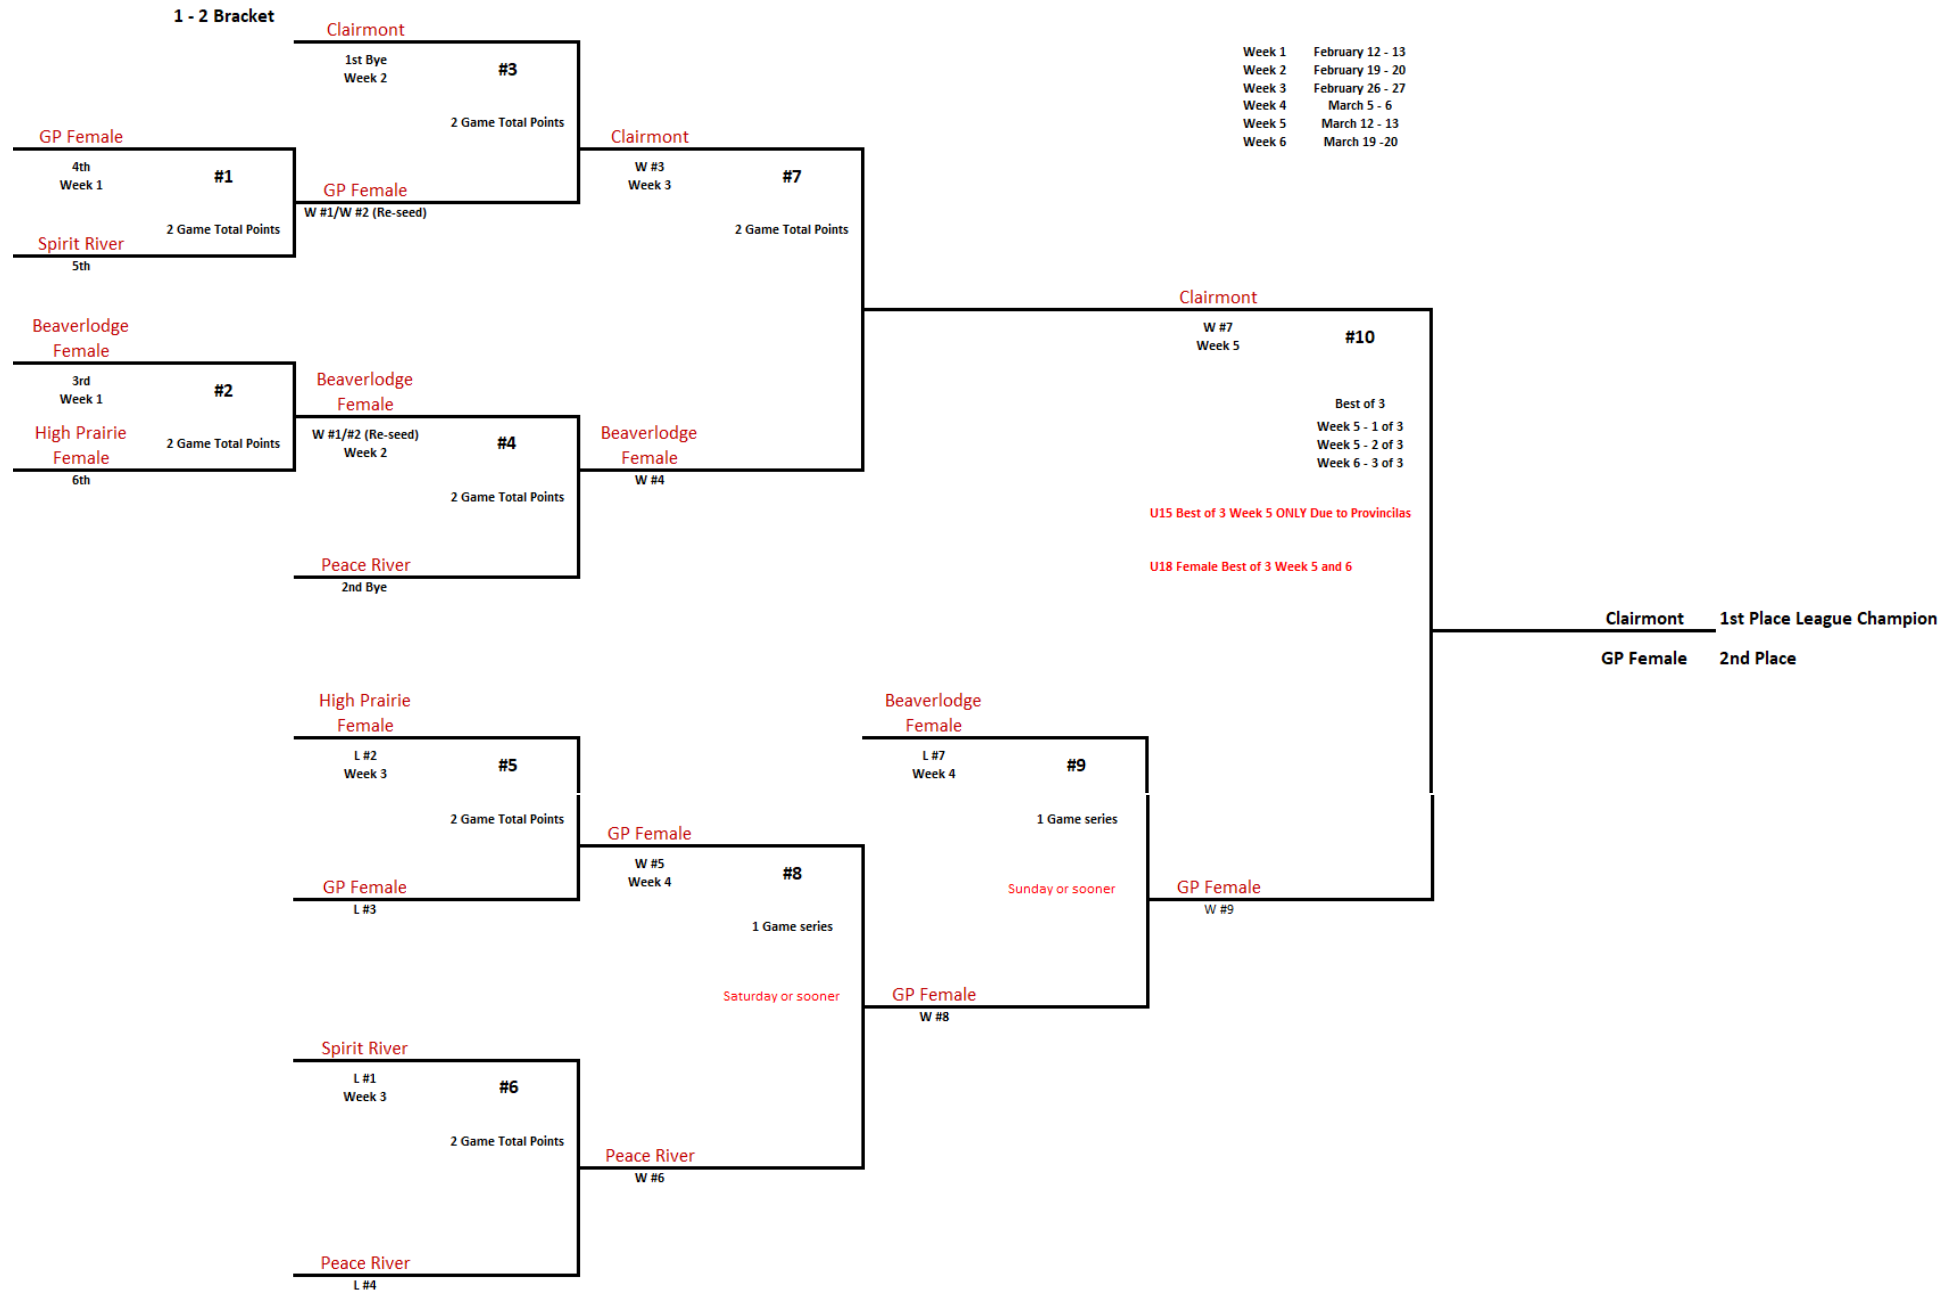 1 - 2 Bracket
Clairmont
1st Bye
Week 2
#3
2 Game Total Points
Week 1 February 12 - 13
Week 2 February 19 - 20
Week 3 February 26 - 27
Week 4 March 5 - 6
Week 5 March 12 - 13
Week 6 March 19 -20
GP Female
4th
Week 1
#1
2 Game Total Points
Spirit River
5th
GP Female
W #1/W #2 (Re-seed)
Clairmont
W #3
Week 3
#7
2 Game Total Points
Beaverlodge
Female
3rd
Week 1
#2
2 Game Total Points
High Prairie
Female
6th
Beaverlodge
Female
W #1/#2 (Re-seed)
Week 2
#4
2 Game Total Points
Peace River
2nd Bye
Beaverlodge
Female
W #4
Clairmont
W #7
Week 5
#10
Best of 3
Week 5 - 1 of 3
Week 5 - 2 of 3
Week 6 - 3 of 3
U15 Best of 3 Week 5 ONLY Due to Provincilas
U18 Female Best of 3 Week 5 and 6
Clairmont 1st Place League Champion
GP Female 2nd Place
High Prairie
Female
L #2
Week 3
#5
2 Game Total Points
GP Female
L #3
GP Female
W #5
Week 4
#8
1 Game series
Saturday or sooner
Beaverlodge
Female
L #7
Week 4
#9
1 Game series
Sunday or sooner
GP Female
W #8
GP Female
W #9
Spirit River
L #1
Week 3
#6
2 Game Total Points
Peace River
L #4
Peace River
W #6